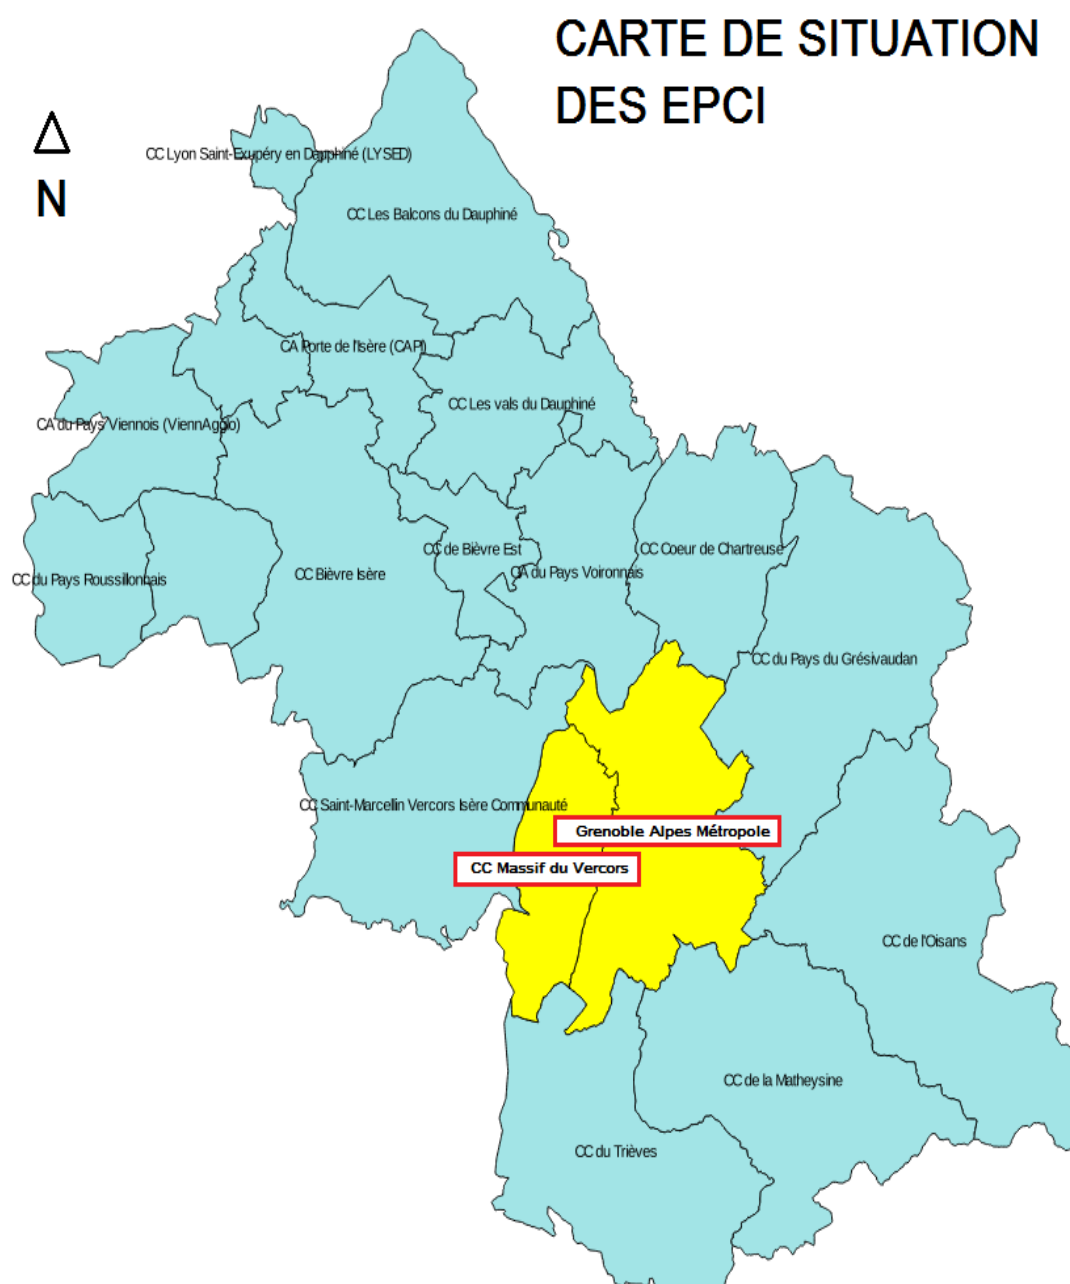 CARTE DE SITUATION
DES EPCI
N
CC Lyon Saint-Exupéry en Dauphiné (LYSED)
CC Les Balcons du Dauphiné
CA Porte de l'Isère (CAPI)
CC Les vals du Dauphiné
CA du Pays Viennois (ViennAgglo)
CC de Bièvre Est
CC Coeur de Chartreuse
CA du Pays Voironnais
CC Bièvre Isère
CC du Pays Roussillonnais
CC du Pays du Grésivaudan
CC Saint-Marcellin Vercors Isère Communauté
Grenoble Alpes Métropole
CC Massif du Vercors
CC de l'Oisans
CC de la Matheysine
CC du Trièves